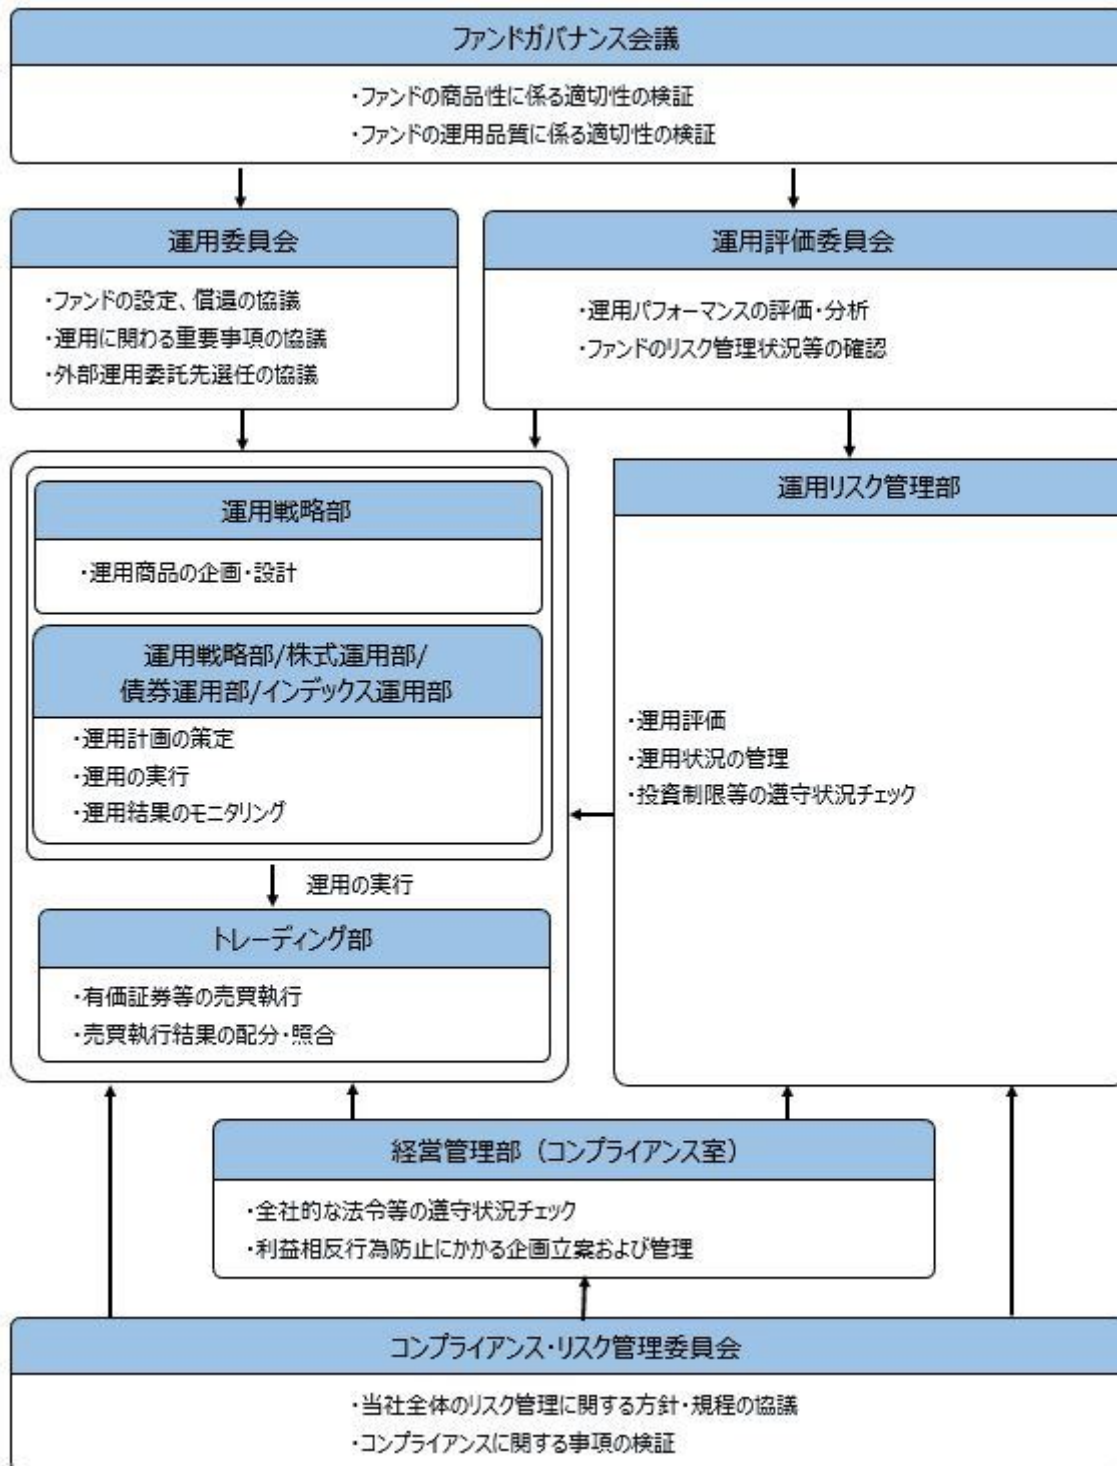 ファンドガバナンス会議
・ファンドの商品性に係る適切性の検証
・ファンドの運用品質に係る適切性の検証
運用委員会
・ファンドの設定、償還の協議
・運用に関わる重要事項の協議
・外部運用委託先選任の協議
運用評価委員会
・運用パフォーマンスの評価・分析
・ファンドのリスク管理状況等の確認
運用戦略部
・運用商品の企画・設計
運用戦略部/株式運用部/
債券運用部/インデックス運用部
・運用計画の策定
・運用の実行
・運用結果のモニタリング
運用の実行
トレーディング部
・有価証券等の売買執行
・売買執行結果の配分・照合
運用リスク管理部
・運用評価
・運用状況の管理
・投資制限等の遵守状況チェック
経営管理部（コンプライアンス室）
・全社的な法令等の遵守状況チェック
・利益相反行為防止にかかる企画立案および管理
コンプライアンス・リスク管理委員会
・当社全体のリスク管理に関する方針・規程の協議
・コンプライアンスに関する事項の検証